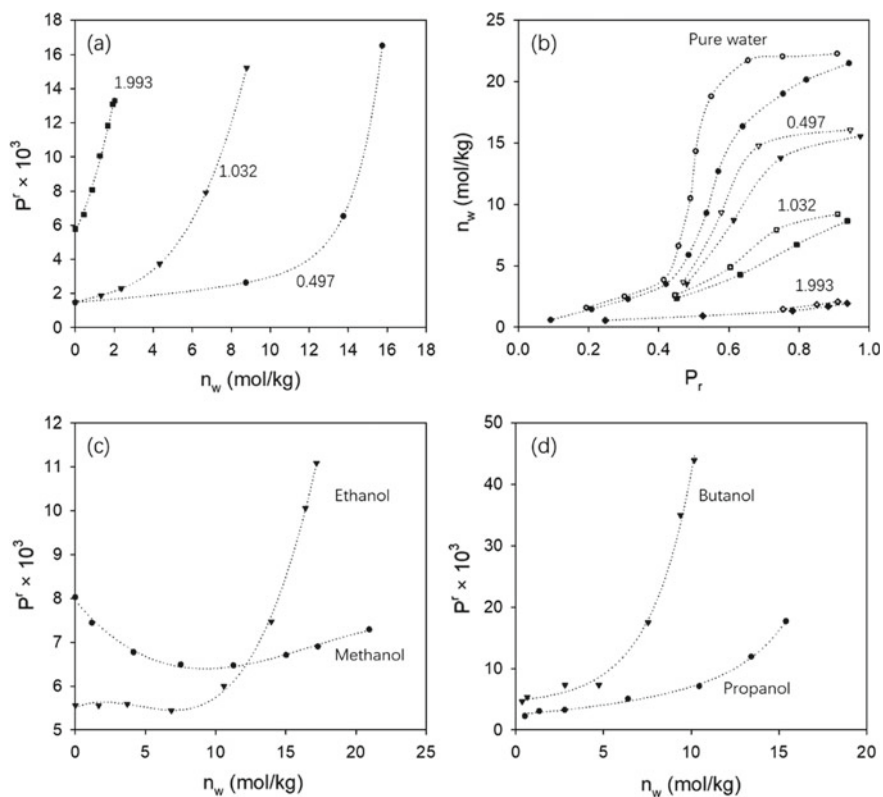 (a)
18
16
14
12
10
8
6
4
2
0
P^r × 10^3
1.993
1.032
0.497
0 2 4 6 8 10 12 14 16 18
n_w (mol/kg)
(b)
25
20
15
10
5
0
n_w (mol/kg)
Pure water
0.497
1.032
1.993
0.0 0.2 0.4 0.6 0.8 1.0
P_r
(c)
12
11
10
9
8
7
6
5
P^r × 10^3
Ethanol
Methanol
0 5 10 15 20 25
n_w (mol/kg)
(d)
50
40
30
20
10
0
P^r × 10^3
Butanol
Propanol
0 5 10 15 20
n_w (mol/kg)